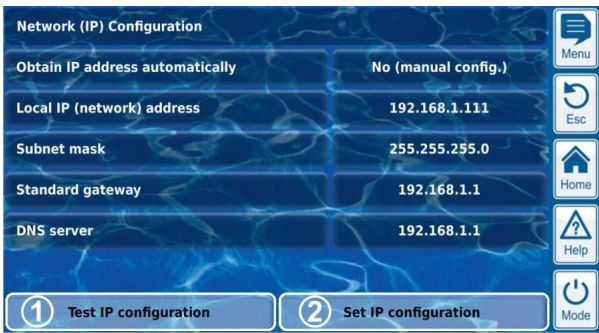 Network (IP) Configuration
Obtain IP address automatically No (manual config.)
Local IP (network) address 192.168.1.111
Subnet mask 255.255.255.0
Standard gateway 192.168.1.1
DNS server 192.168.1.1
1 Test IP configuration 2 Set IP configuration
Menu
Esc
Home
? Help
Mode